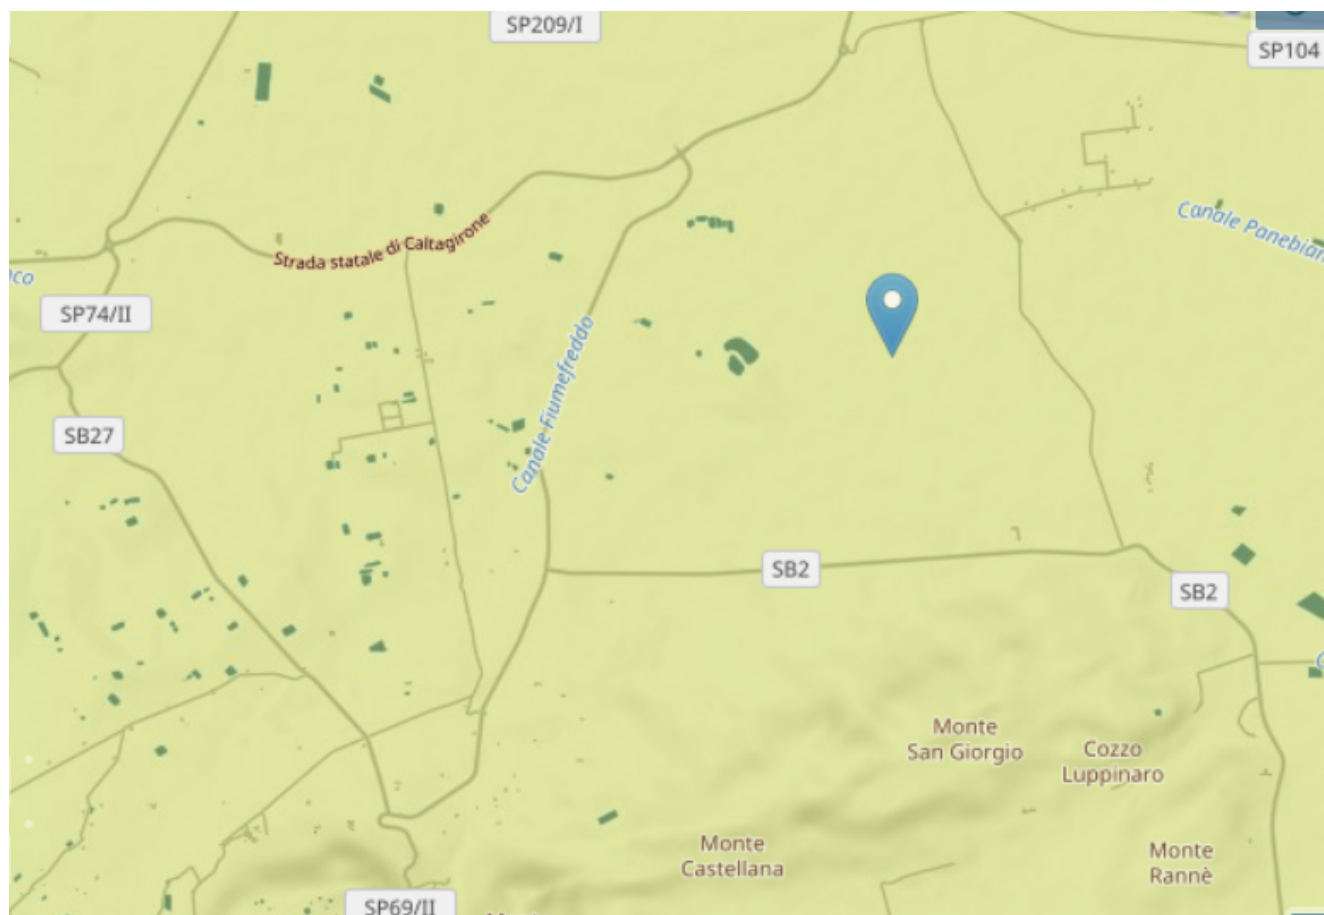 SP209/I
SP104
Canale Panebian
Strada statale di Caltagirone
nco
SP74/II
Canale Fiumefreddo
SB27
SB2
SB2
Monte
San Giorgio
Cozzo
Luppinaro
Monte
Castellana
Monte
Rannè
SP69/II